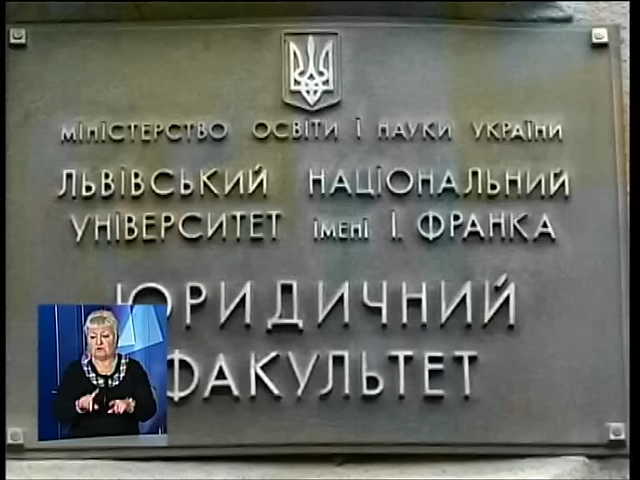 МІНІСТЕРСТВО ОСВІТИ І НАУКИ УКРАЇНИ
ЛЬВІВСЬКИЙ НАЦІОНАЛЬНИЙ
УНІВЕРСИТЕТ ІМЕНІ І. ФРАНКА
ЮРИДИЧНИЙ
ФАКУЛЬТЕТ